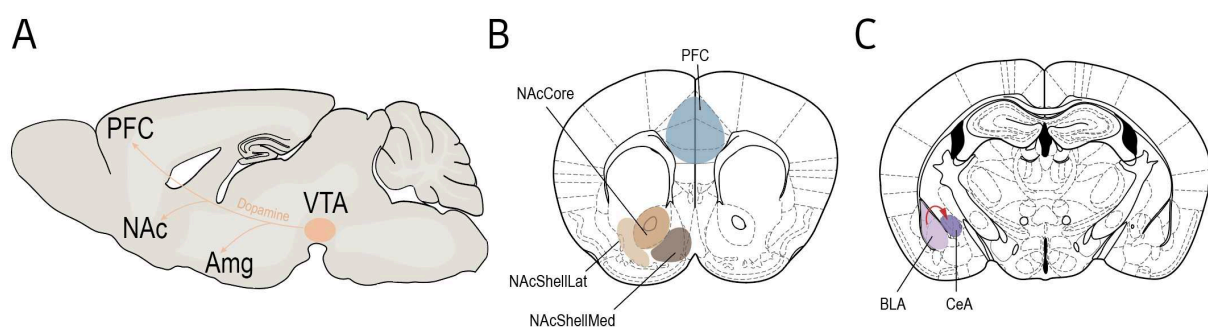 A
PFC
NAc
Amg
Dopamine
VTA
B
PFC
NAcCore
NAcShellLat
NAcShellMed
C
BLA
CeA